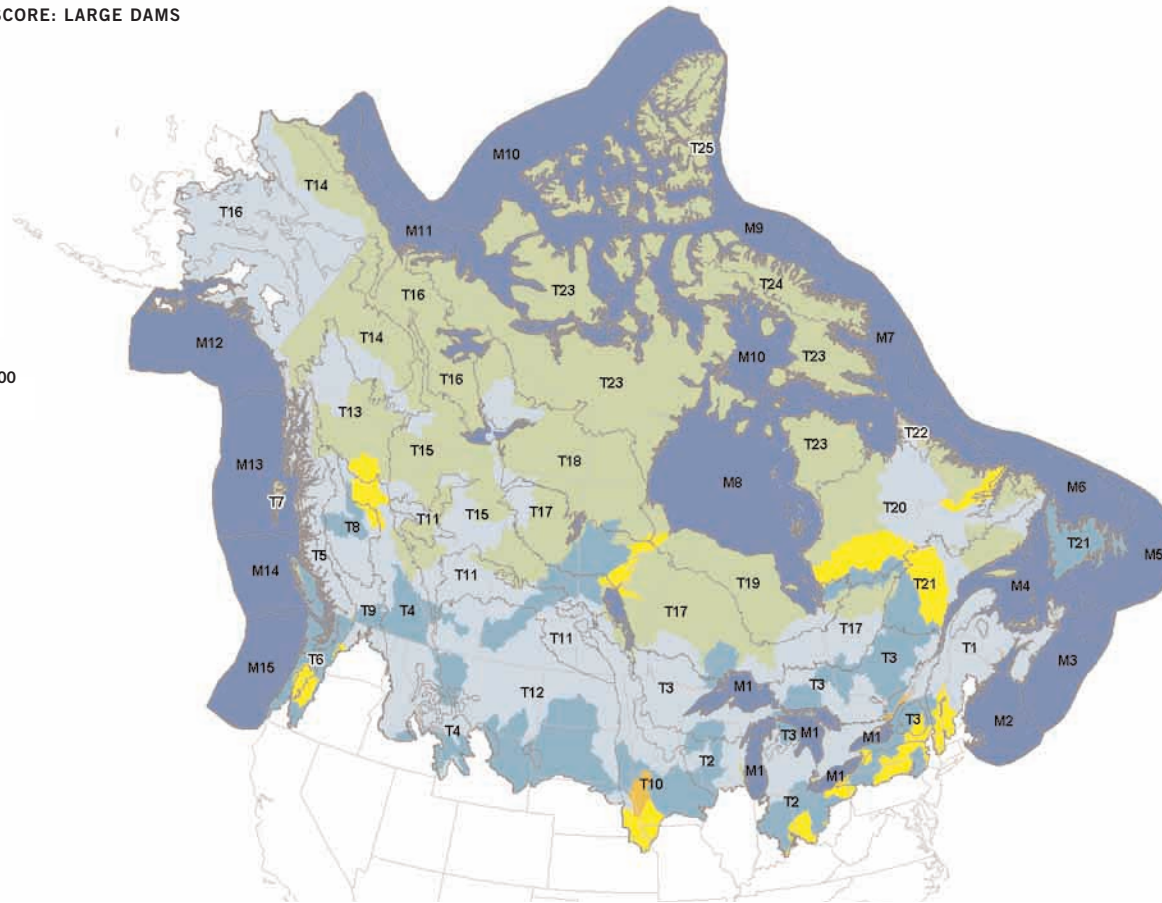 SCORE: LARGE DAMS
T25
M10
T14
T16
M9
M11
T24
T16
T23
M12
T14
M7
M10
T23
00
T16
T23
T13
T22
T23
T15
T18
M13
M8
M6
T7
T20
T15
T17
T11
T8
T21
M5
T5
M14
T11
T19
T21
M4
T9
T4
T17
T17
T11
T1
T3
T6
M15
M3
T3
M1
T3
T12
T3
M2
T4
T3
M1
M1
T2
M1
M1
T10
T2